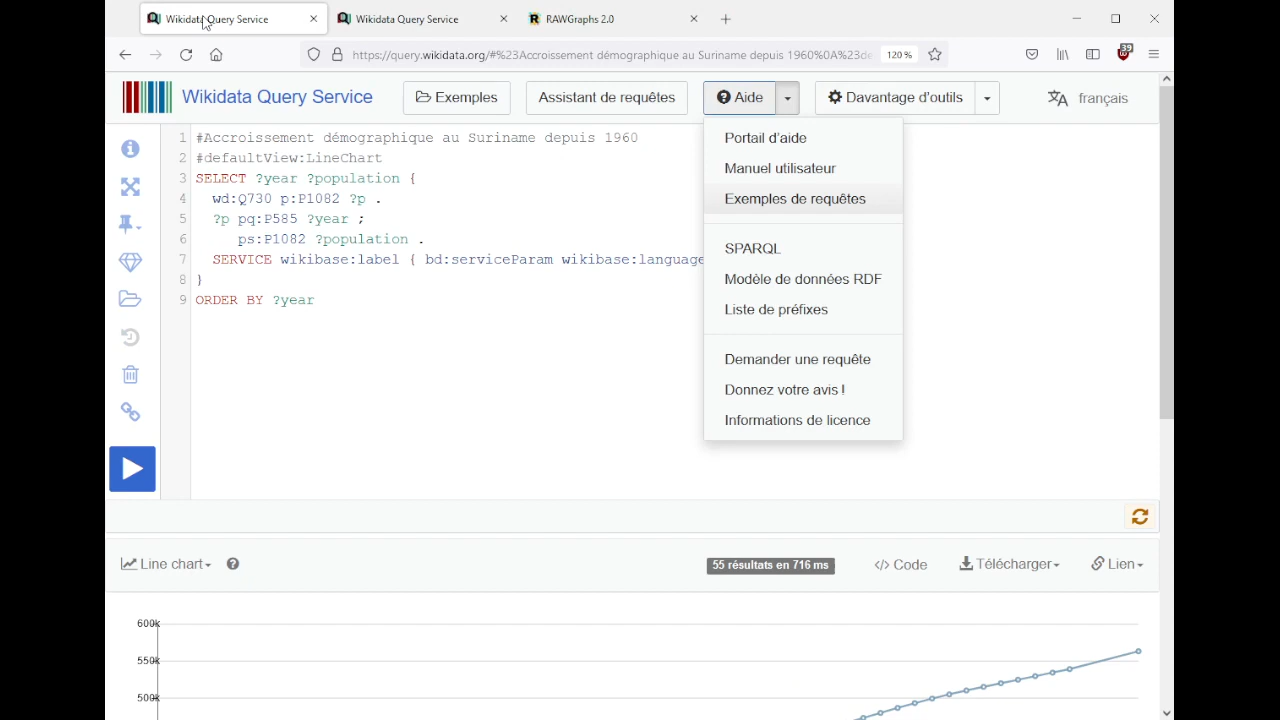 Wikidata Query Service
Wikidata Query Service
RAWGraphs 2.0
https://query.wikidata.org/#%23Accroissement démographique au Suriname depuis 1960%0A%23de
120 %
39
Wikidata Query Service
Exemples
Assistant de requêtes
Aide
Davantage d'outils
français
1 #Accroissement démographique au Suriname depuis 1960
2 #defaultView:LineChart
3 SELECT ?year ?population {
4 wd:Q730 p:P1082 ?p .
5 ?p pq:P585 ?year ;
6 ps:P1082 ?population .
7 SERVICE wikibase:label { bd:serviceParam wikibase:language
8 }
9 ORDER BY ?year
Portail d'aide
Manuel utilisateur
Exemples de requêtes
SPARQL
Modèle de données RDF
Liste de préfixes
Demander une requête
Donnez votre avis !
Informations de licence
Line chart
55 résultats en 716 ms
</> Code
Télécharger
Lien
600k
550k
500k